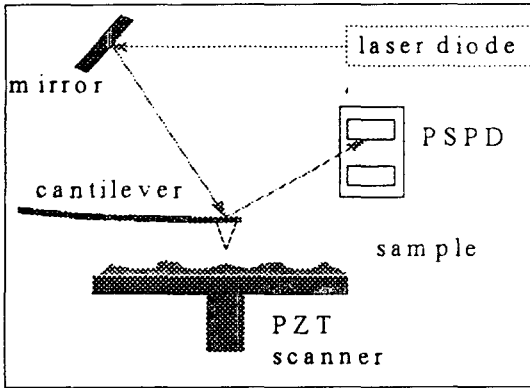 laser diode
mirror
PSPD
cantilever
sample
PZT
scanner